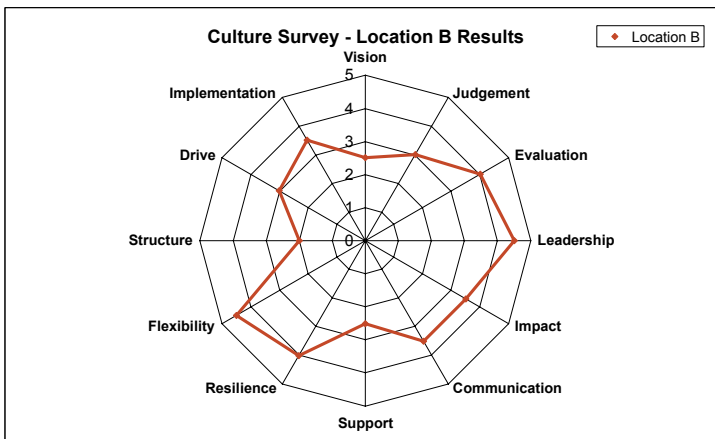 Culture Survey - Location B Results
Location B
Vision
Implementation
Judgement
Drive
Evaluation
Structure
Leadership
Flexibility
Impact
Resilience
Communication
Support
5
4
3
2
1
0